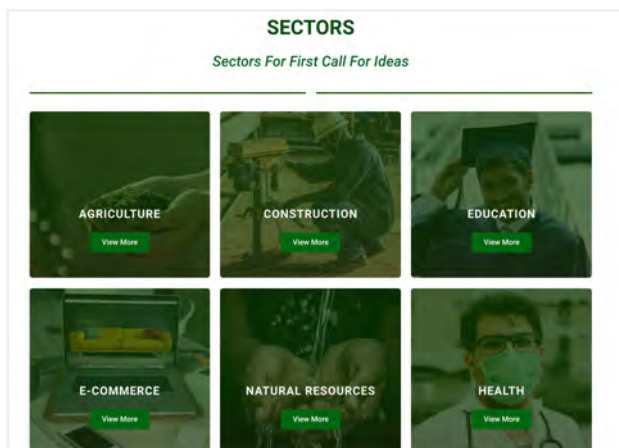 SECTORS
Sectors For First Call For Ideas
AGRICULTURE
View More
CONSTRUCTION
View More
EDUCATION
View More
E-COMMERCE
View More
NATURAL RESOURCES
View More
HEALTH
View More